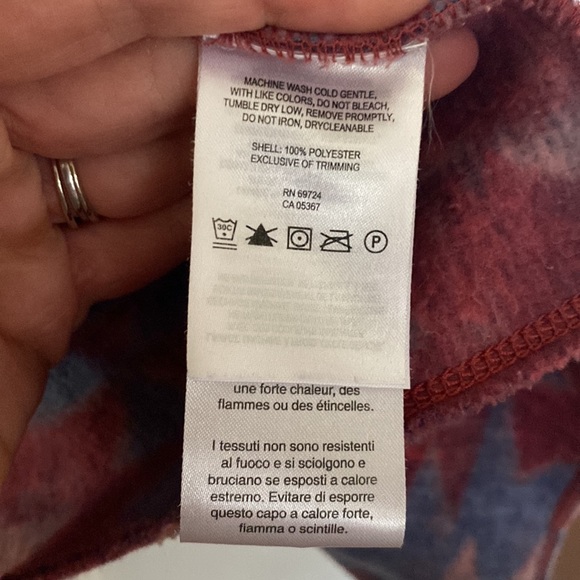 MACHINE WASH COLD GENTLE,
WITH LIKE COLORS, DO NOT BLEACH,
TUMBLE DRY LOW, REMOVE PROMPTLY,
DO NOT IRON, DRYCLEANABLE
SHELL: 100% POLYESTER
EXCLUSIVE OF TRIMMING
RN 69724
CA 05367
30C P
une forte chaleur, des
flammes ou des étincelles.
I tessuti non sono resistenti
al fuoco e si sciolgono e
bruciano se esposti a calore
estremo. Evitare di esporre
questo capo a calore forte,
fiamma o scintille.